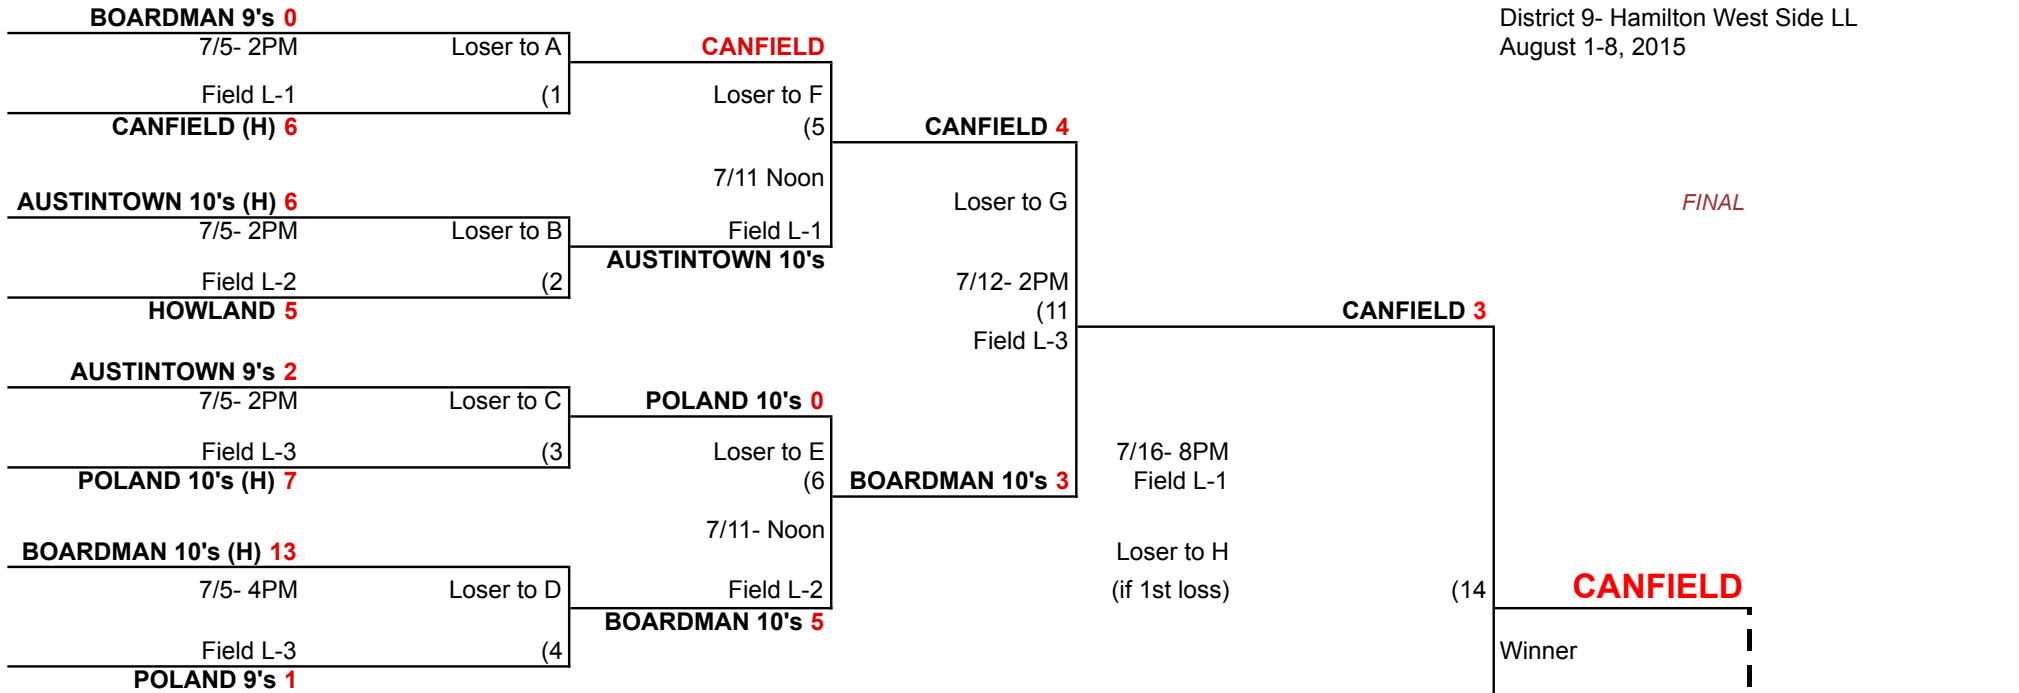 BOARDMAN 9's 0
District 9- Hamilton West Side LL
7/5- 2PM Loser to A CANFIELD
August 1-8, 2015
Field L-1 (1 Loser to F
CANFIELD (H) 6 (5 CANFIELD 4
7/11 Noon
AUSTINTOWN 10's (H) 6 Loser to G FINAL
7/5- 2PM Loser to B Field L-1
AUSTINTOWN 10's
Field L-2 (2 7/12- 2PM
HOWLAND 5 (11 CANFIELD 3
Field L-3
AUSTINTOWN 9's 2
7/5- 2PM Loser to C POLAND 10's 0
Field L-3 (3 Loser to E 7/16- 8PM
POLAND 10's (H) 7 (6 BOARDMAN 10's 3 Field L-1
7/11- Noon
BOARDMAN 10's (H) 13 Loser to H
7/5- 4PM Loser to D Field L-2 (if 1st loss) (14 CANFIELD
BOARDMAN 10's 5
Field L-3 (4 Winner
POLAND 9's 1